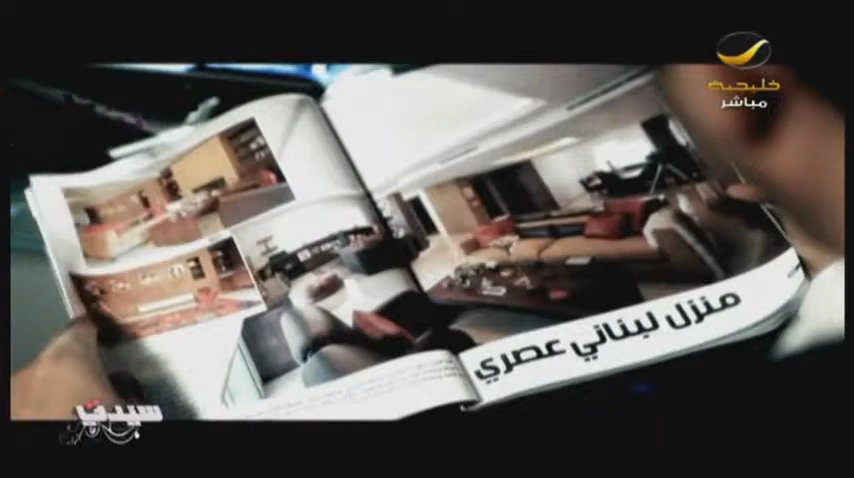 خليجية
مباشر
منزل لبناني عصري
سيدتي